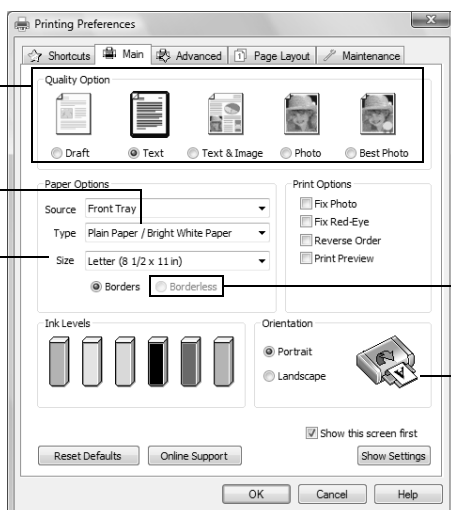 Printing Preferences
Shortcuts Main Advanced 1 Page Layout Maintenance
Quality Option
Draft Text Text & Image Photo Best Photo
Paper Options
Source Front Tray
Type Plain Paper / Bright White Paper
Size Letter (8 1/2 x 11 in)
Borders Borderless
Print Options
Fix Photo
Fix Red-Eye
Reverse Order
Print Preview
Ink Levels
Orientation
Portrait
Landscape
A
Show this screen first
Reset Defaults Online Support Show Settings
OK Cancel Help